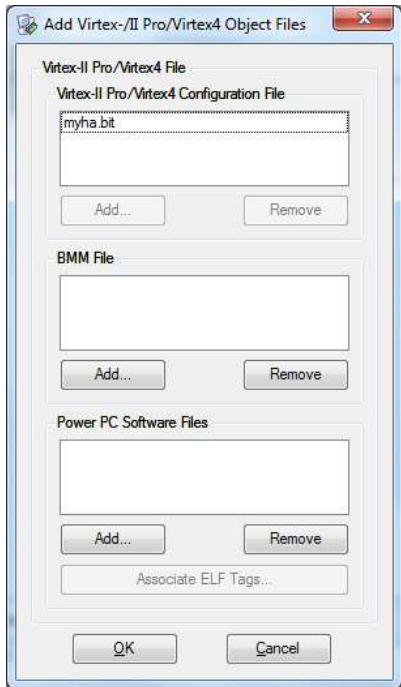 Add Virtex-/II Pro/Virtex4 Object Files
Virtex-II Pro/Virtex4 File
Virtex-II Pro/Virtex4 Configuration File
myha.bit
Add... Remove
BMM File
Add... Remove
Power PC Software Files
Add... Remove
Associate ELF Tags...
OK Cancel